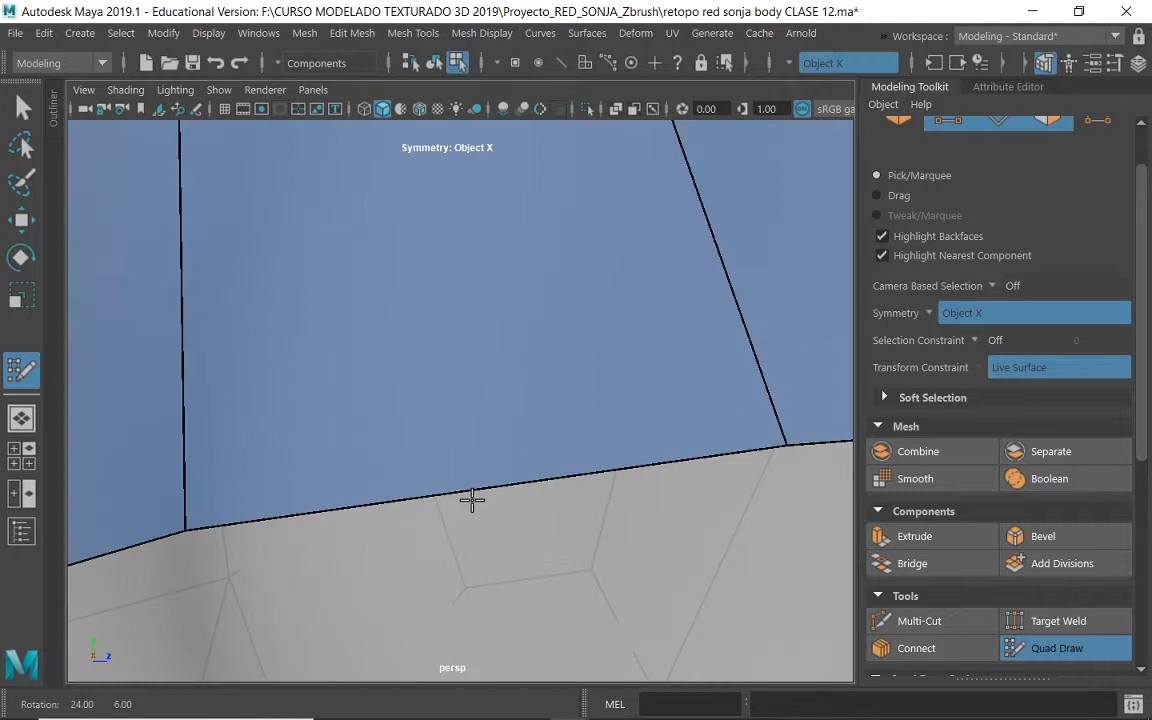 Autodesk Maya 2019.1 - Educational Version: F:\CURSO MODELADO TEXTURADO 3D 2019\Proyecto_RED_SONJA_Zbrush\retopo red sonja body CLASE 12.ma*
File Edit Create Select Modify Display Windows Mesh Edit Mesh Mesh Tools Mesh Display Curves Surfaces Deform UV Generate Cache Arnold » Workspace : Modeling - Standard*
Modeling Components Object X
View Shading Lighting Show Renderer Panels
Modeling Toolkit Attribute Editor
Object Help
0.00 1.00 sRGB ga
Outliner
Symmetry: Object X
Pick/Marquee
Drag
Tweak/Marquee
Highlight Backfaces
Highlight Nearest Component
Camera Based Selection Off
Symmetry Object X
Selection Constraint Off 0
Transform Constraint Live Surface
Soft Selection
Mesh
Combine Separate
Smooth Boolean
Components
Extrude Bevel
Bridge Add Divisions
Tools
Multi-Cut Target Weld
Connect Quad Draw
y
x z
persp
Rotation: 24.00 6.00 MEL